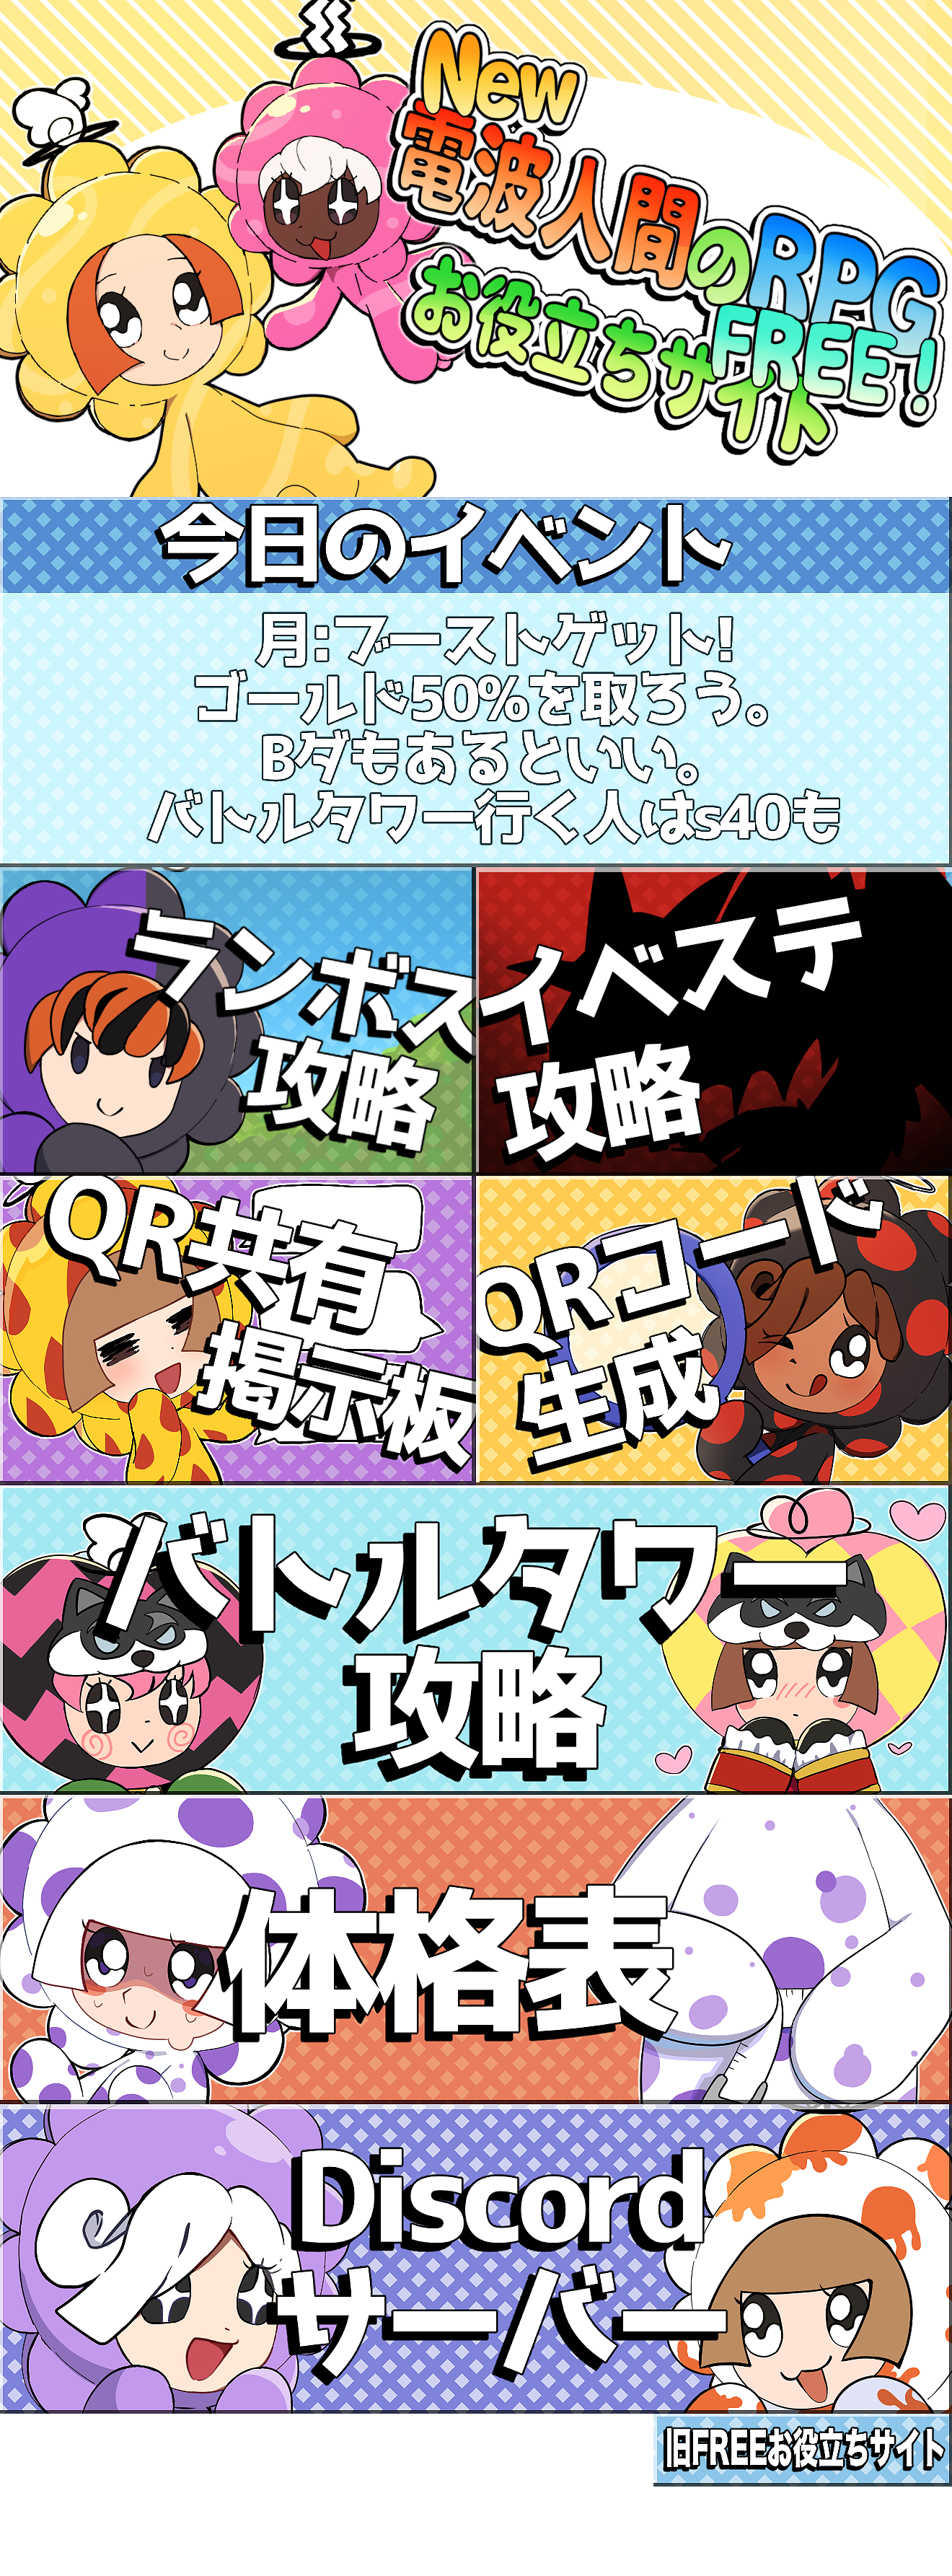 New
電波人間のRPG
FREE!
お役立ちサイト
今日のイベント
月:ブーストゲット!
ゴールド50%を取ろう。
Bダもあるといい。
バトルタワー行く人はs40も
ランボス
攻略
イベステ
攻略
QR共有
掲示板
QRコード
生成
バトルタワー
攻略
体格表
Discord
サーバー
旧FREEお役立ちサイト